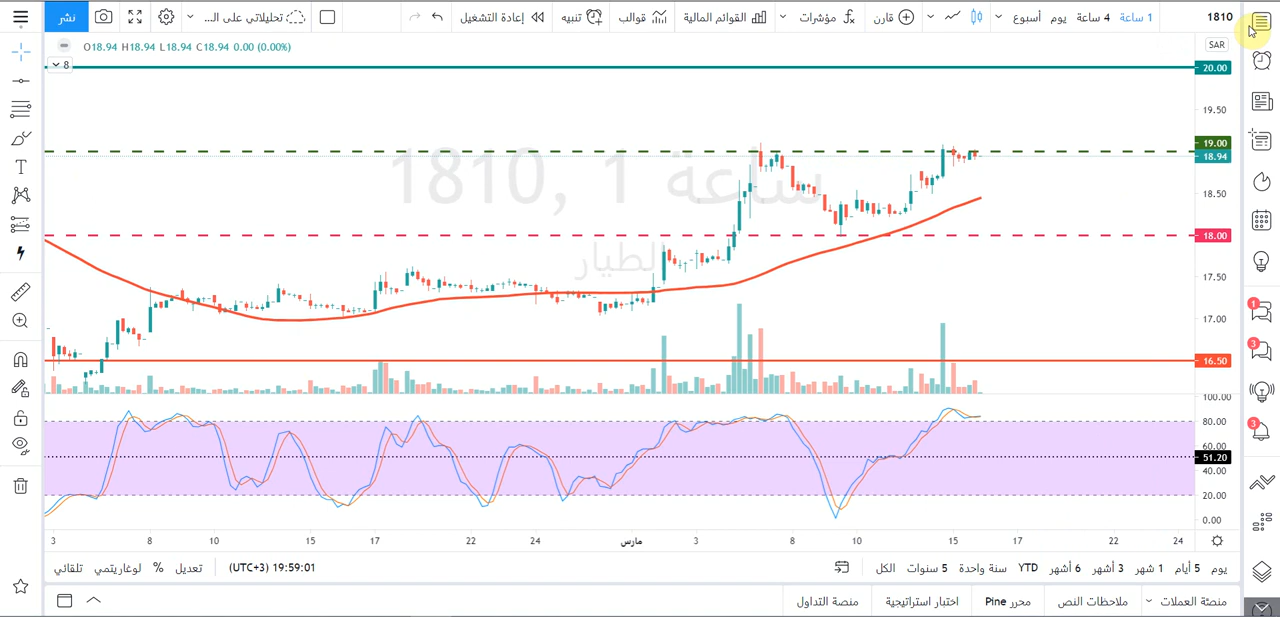 1810 1 ساعة 4 ساعة يوم أسبوع قارن مؤشرات القوائم المالية قوالب تنبيه إعادة التشغيل تحليلاتي على الـ... نشر
SAR
O18.94 H18.94 L18.94 C18.94 0.00 (0.00%)
8
20.00
19.50
19.00
18.94
18.50
18.00
17.50
17.00
16.50
1810, 1 ساعة
الطيار
100.00
80.00
60.00
51.20
40.00
20.00
0.00
3 8 10 15 17 22 24 مارس 3 8 10 15 17 22 24
يوم 5 أيام 1 شهر 3 أشهر 6 أشهر YTD سنة واحدة 5 سنوات الكل
19:59:01 (UTC+3) تعديل % لوغاريتمي تلقائي
منصّة العملات ملاحظات النص محرر Pine اختبار استراتيجية منصة التداول
1
3
3